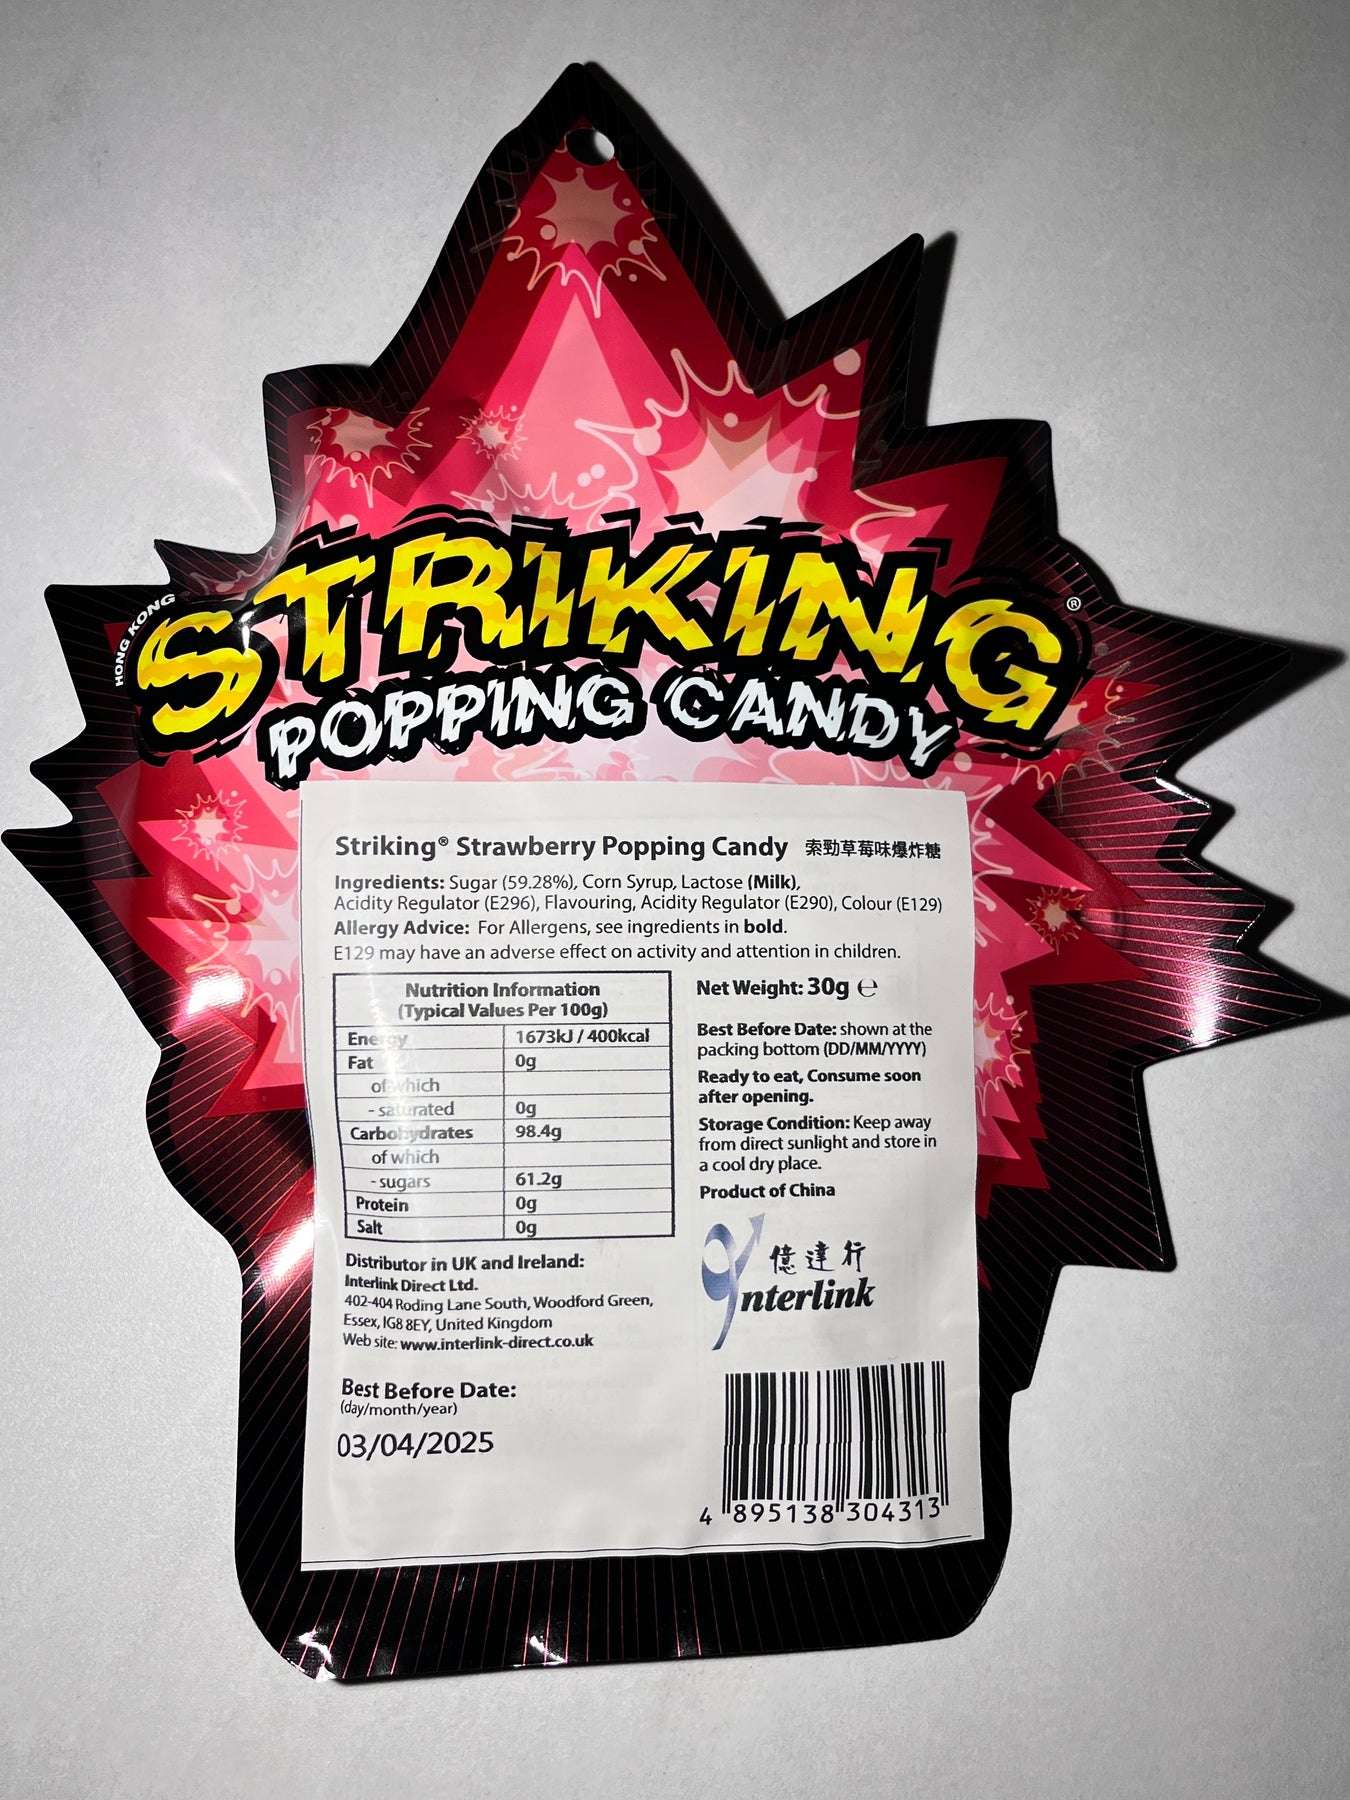 HONG KONG
STRIKING®
POPPING CANDY
Striking® Strawberry Popping Candy 索勁草莓味爆炸糖
Ingredients: Sugar (59.28%), Corn Syrup, Lactose (Milk),
Acidity Regulator (E296), Flavouring, Acidity Regulator (E290), Colour (E129)
Allergy Advice: For Allergens, see ingredients in bold.
E129 may have an adverse effect on activity and attention in children.
Nutrition Information
(Typical Values Per 100g)
Energy 1673kJ / 400kcal
Fat 0g
of which
- saturated 0g
Carbohydrates 98.4g
of which
- sugars 61.2g
Protein 0g
Salt 0g
Distributor in UK and Ireland:
Interlink Direct Ltd.
402-404 Roding Lane South, Woodford Green,
Essex, IG8 8EY, United Kingdom
Web site: www.interlink-direct.co.uk
Best Before Date:
(day/month/year)
03/04/2025
Net Weight: 30g ℮
Best Before Date: shown at the
packing bottom (DD/MM/YYYY)
Ready to eat, Consume soon
after opening.
Storage Condition: Keep away
from direct sunlight and store in
a cool dry place.
Product of China
億達行
Interlink
4 895138 304313